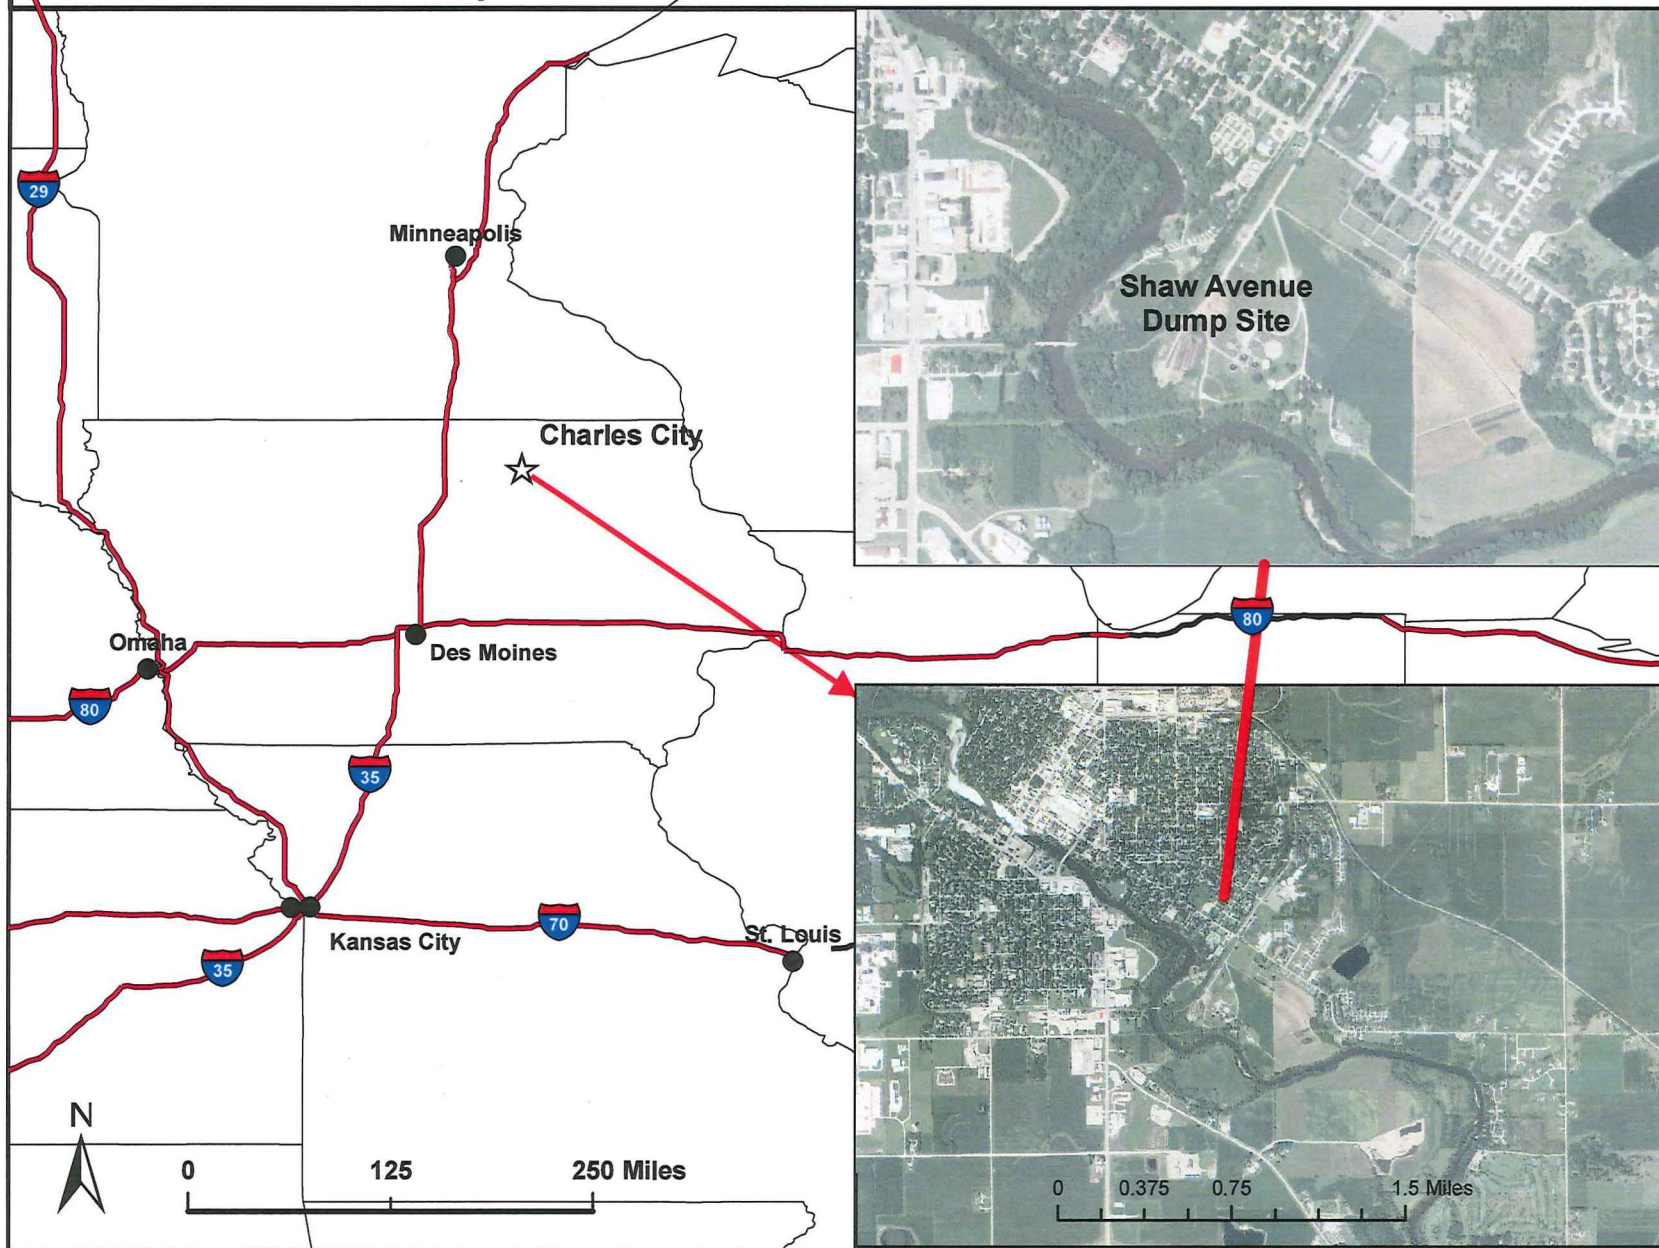 29
Minneapolis
Shaw Avenue
Dump Site
Charles City
80
Omaha
Des Moines
80
35
70
St. Louis
Kansas City
35
N
0 125 250 Miles
0 0.375 0.75 1.5 Miles